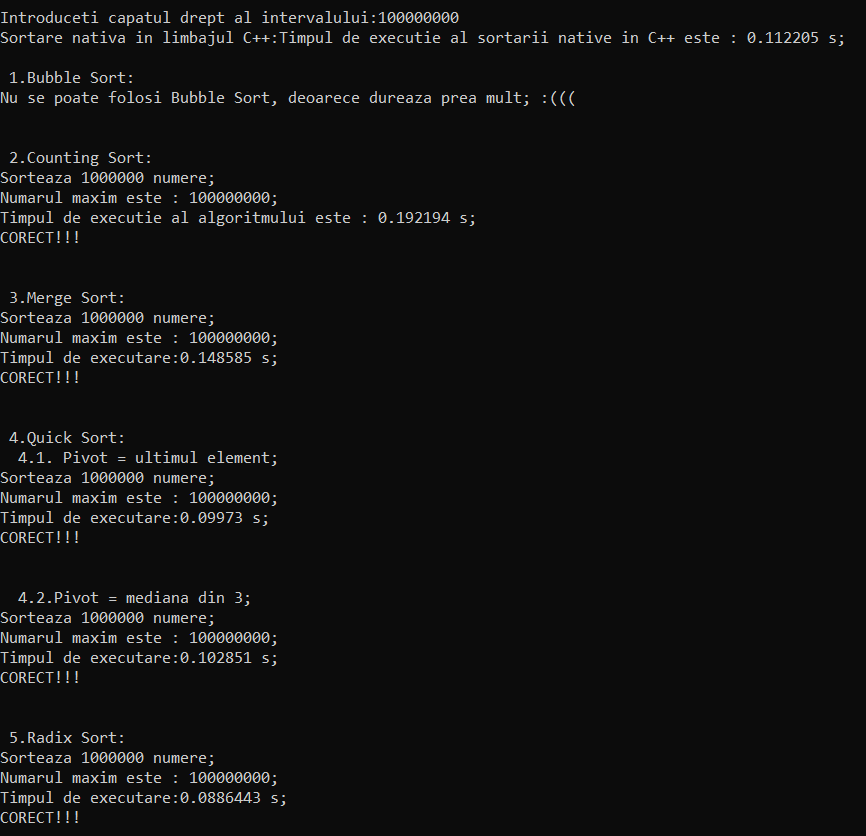 Introduceti capatul drept al intervalului:100000000
Sortare nativa in limbajul C++:Timpul de executie al sortarii native in C++ este : 0.112205 s;
1.Bubble Sort:
Nu se poate folosi Bubble Sort, deoarece dureaza prea mult; :(((
2.Counting Sort:
Sorteaza 1000000 numere;
Numarul maxim este : 100000000;
Timpul de executie al algoritmului este : 0.192194 s;
CORECT!!!
3.Merge Sort:
Sorteaza 1000000 numere;
Numarul maxim este : 100000000;
Timpul de executare:0.148585 s;
CORECT!!!
4.Quick Sort:
4.1. Pivot = ultimul element;
Sorteaza 1000000 numere;
Numarul maxim este : 100000000;
Timpul de executare:0.09973 s;
CORECT!!!
4.2.Pivot = mediana din 3;
Sorteaza 1000000 numere;
Numarul maxim este : 100000000;
Timpul de executare:0.102851 s;
CORECT!!!
5.Radix Sort:
Sorteaza 1000000 numere;
Numarul maxim este : 100000000;
Timpul de executare:0.0886443 s;
CORECT!!!